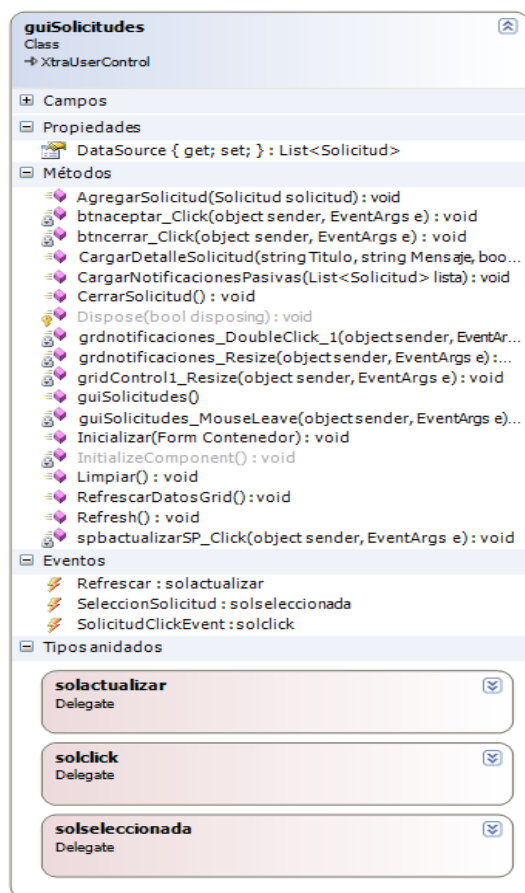 guiSolicitudes
Class
XtraUserControl
Campos
Propiedades
DataSource { get; set; } : List<Solicitud>
Métodos
AgregarSolicitud(Solicitud solicitud) : void
btnaceptar_Click(object sender, EventArgs e) : void
btncerrar_Click(object sender, EventArgs e) : void
CargarDetalleSolicitud(string Titulo, string Mensaje, boo...
CargarNotificacionesPasivas(List<Solicitud> lista) : void
CerrarSolicitud() : void
Dispose(bool disposing) : void
grdnotificaciones_DoubleClick_1(object sender, EventAr...
grdnotificaciones_Resize(object sender, EventArgs e) :...
gridControl1_Resize(object sender, EventArgs e) : void
guiSolicitudes()
guiSolicitudes_MouseLeave(object sender, EventArgs e)...
Inicializar(Form Contenedor) : void
InitializeComponent() : void
Limpiar() : void
RefrescarDatosGrid() : void
Refresh() : void
spbactualizarSP_Click(object sender, EventArgs e) : void
Eventos
Refrescar : solactualizar
SeleccionSolicitud : solseleccionada
SolicitudClickEvent : solclick
Tipos anidados
solactualizar
Delegate
solclick
Delegate
solseleccionada
Delegate